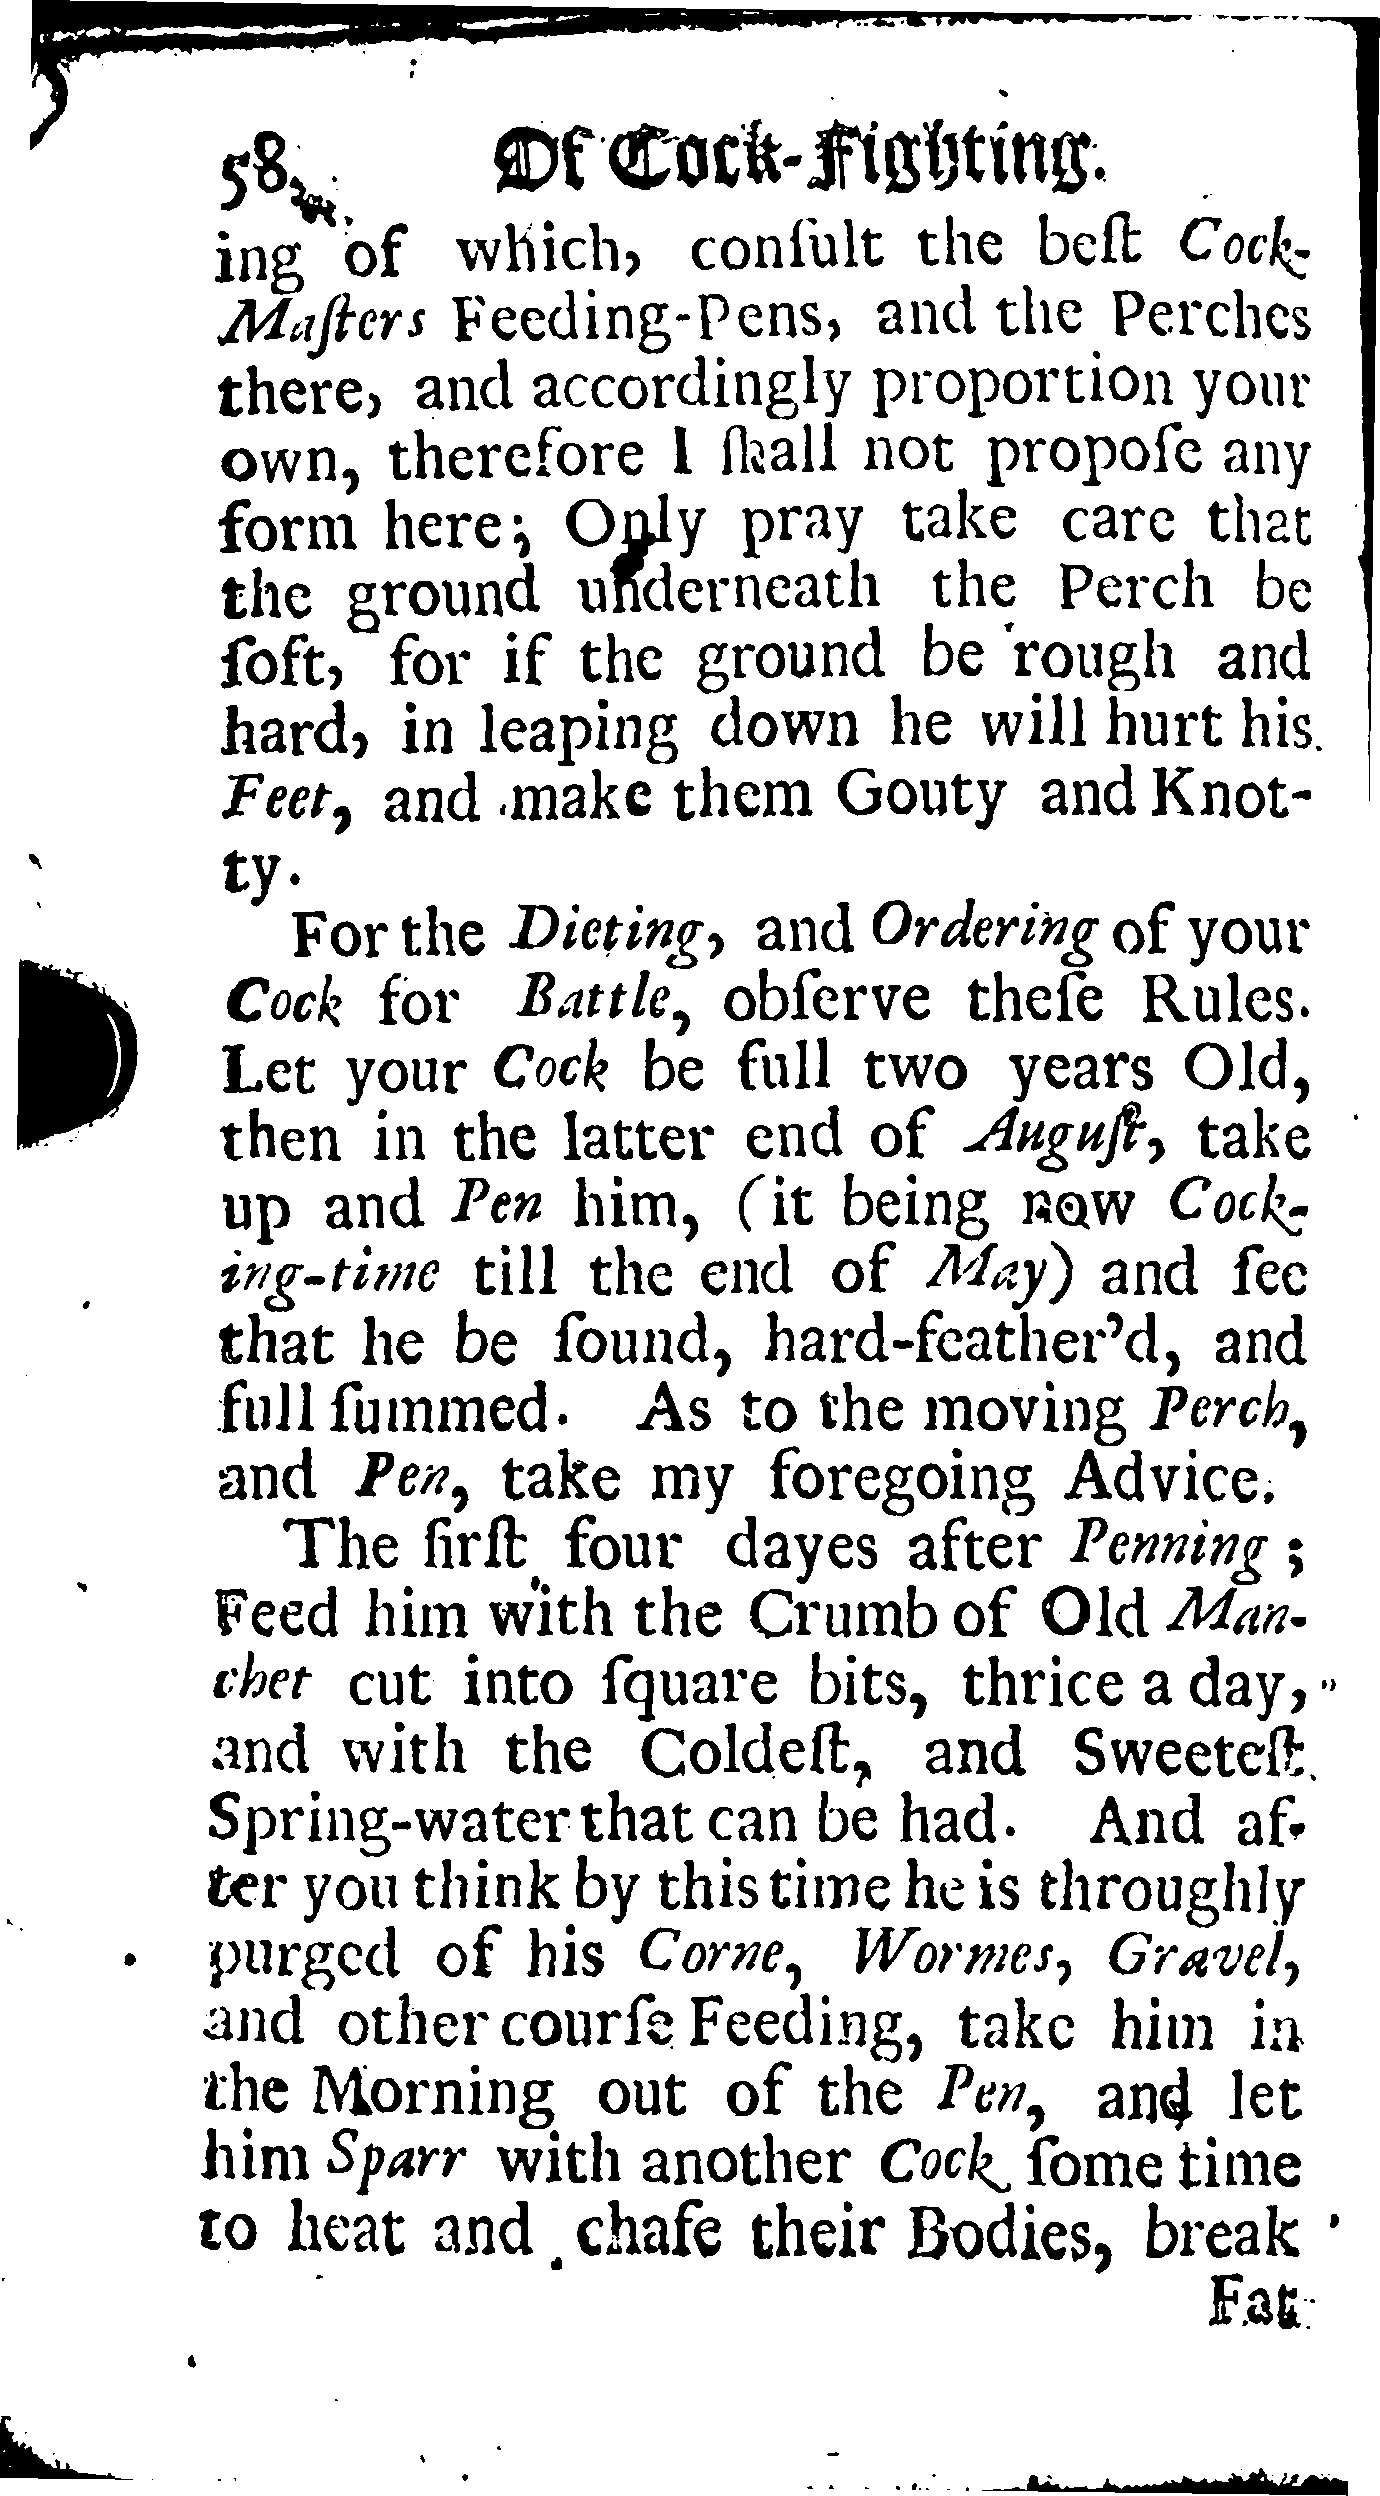 58. Of Cock-Fighting.
ing of which, conſult the beſt Cock-
Maſters Feeding-Pens, and the Perches
there, and accordingly proportion your
own, therefore I ſhall not propoſe any
form here; Only pray take care that
the ground underneath the Perch be
ſoft, for if the ground be rough and
hard, in leaping down he will hurt his
Feet, and make them Gouty and Knot-
ty.
For the Dieting, and Ordering of your
Cock for Battle, obſerve theſe Rules.
Let your Cock be full two years Old,
then in the latter end of Auguſt, take
up and Pen him, (it being now Cock-
ing-time till the end of May) and ſee
that he be ſound, hard-feather'd, and
full ſummed. As to the moving Perch,
and Pen, take my foregoing Advice.
The firſt four dayes after Penning;
Feed him with the Crumb of Old Man-
chet cut into ſquare bits, thrice a day,
and with the Coldeſt, and Sweeteſt
Spring-water that can be had. And af-
ter you think by this time he is throughly
purged of his Corne, Wormes, Gravel,
and other courſe Feeding, take him in
the Morning out of the Pen, and let
him Sparr with another Cock ſome time
to heat and chafe their Bodies, break
Fat